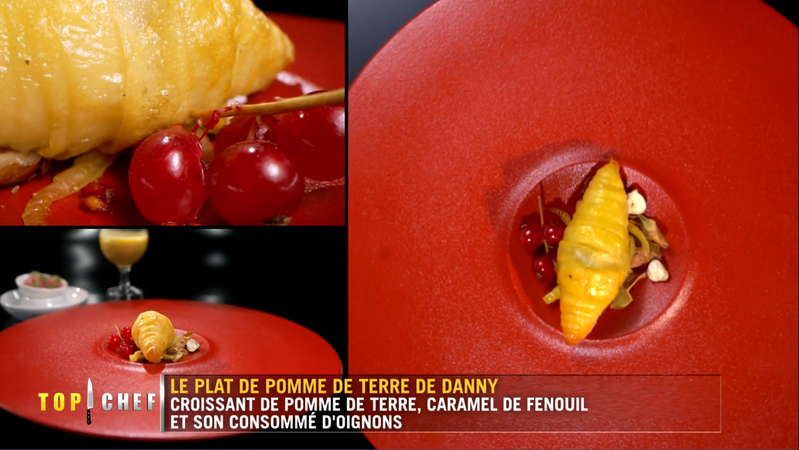 TOP CHEF
LE PLAT DE POMME DE TERRE DE DANNY
CROISSANT DE POMME DE TERRE, CARAMEL DE FENOUIL
ET SON CONSOMMÉ D'OIGNONS